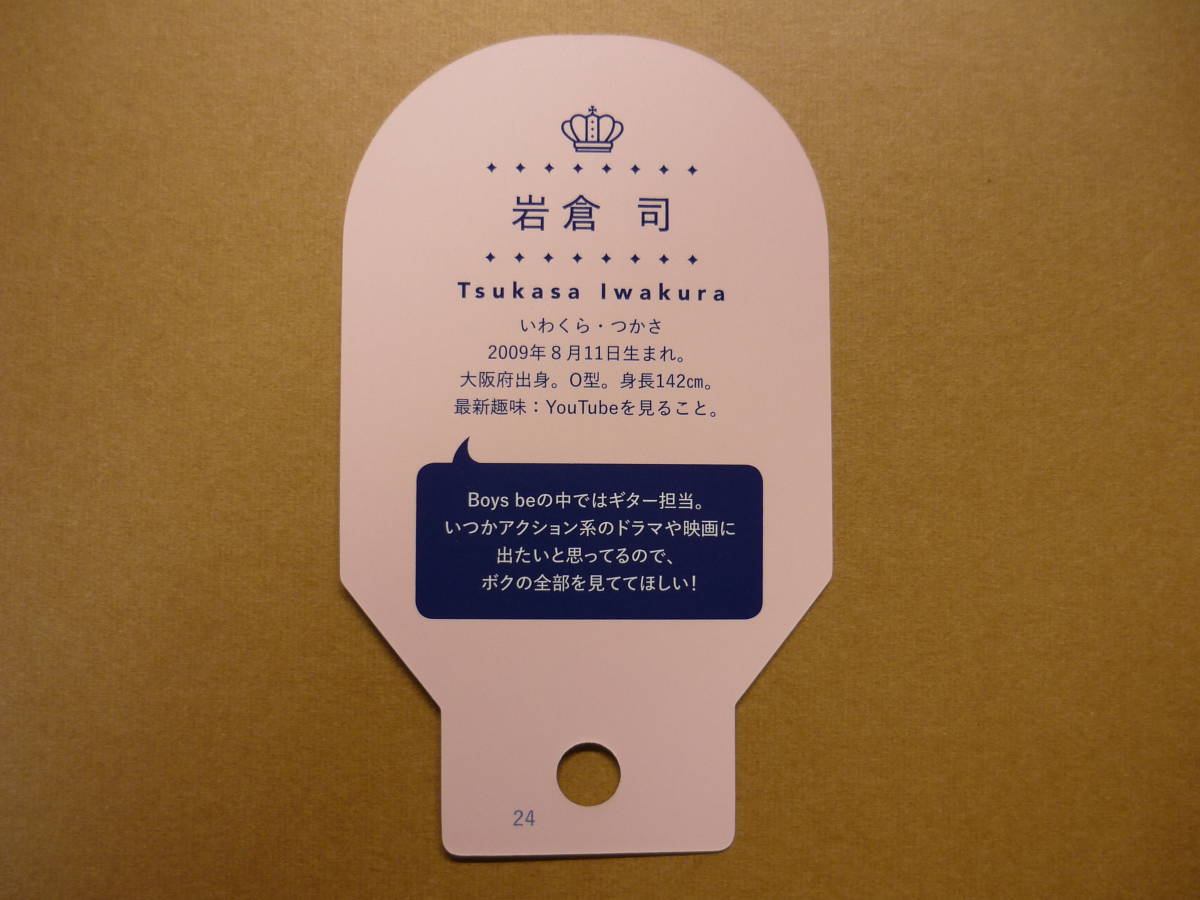 岩倉 司
Tsukasa Iwakura
いわくら・つかさ
2009年８月11日生まれ。
大阪府出身。O型。身長142㎝。
最新趣味：YouTubeを見ること。
Boys beの中ではギター担当。
いつかアクション系のドラマや映画に
出たいと思ってるので、
ボクの全部を見ててほしい！
24